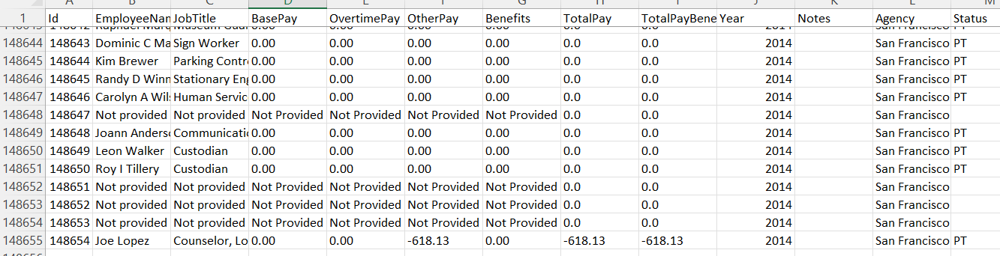 A B C D E F G H I J K L M
1 Id EmployeeNan JobTitle BasePay OvertimePay OtherPay Benefits TotalPay TotalPayBene Year Notes Agency Status
148644 148643 Dominic C Ma Sign Worker 0.00 0.00 0.00 0.00 0.0 0.0 2014 San Francisco PT
148645 148644 Kim Brewer Parking Contr 0.00 0.00 0.00 0.00 0.0 0.0 2014 San Francisco PT
148646 148645 Randy D Winn Stationary Eng 0.00 0.00 0.00 0.00 0.0 0.0 2014 San Francisco PT
148647 148646 Carolyn A Wil Human Servic 0.00 0.00 0.00 0.00 0.0 0.0 2014 San Francisco PT
148648 148647 Not provided Not provided Not Provided Not Provided Not Provided Not Provided 0.0 0.0 2014 San Francisco
148649 148648 Joann Anders Communicati 0.00 0.00 0.00 0.00 0.0 0.0 2014 San Francisco PT
148650 148649 Leon Walker Custodian 0.00 0.00 0.00 0.00 0.0 0.0 2014 San Francisco PT
148651 148650 Roy I Tillery Custodian 0.00 0.00 0.00 0.00 0.0 0.0 2014 San Francisco PT
148652 148651 Not provided Not provided Not Provided Not Provided Not Provided Not Provided 0.0 0.0 2014 San Francisco
148653 148652 Not provided Not provided Not Provided Not Provided Not Provided Not Provided 0.0 0.0 2014 San Francisco
148654 148653 Not provided Not provided Not Provided Not Provided Not Provided Not Provided 0.0 0.0 2014 San Francisco
148655 148654 Joe Lopez Counselor, Lo 0.00 0.00 -618.13 0.00 -618.13 -618.13 2014 San Francisco PT